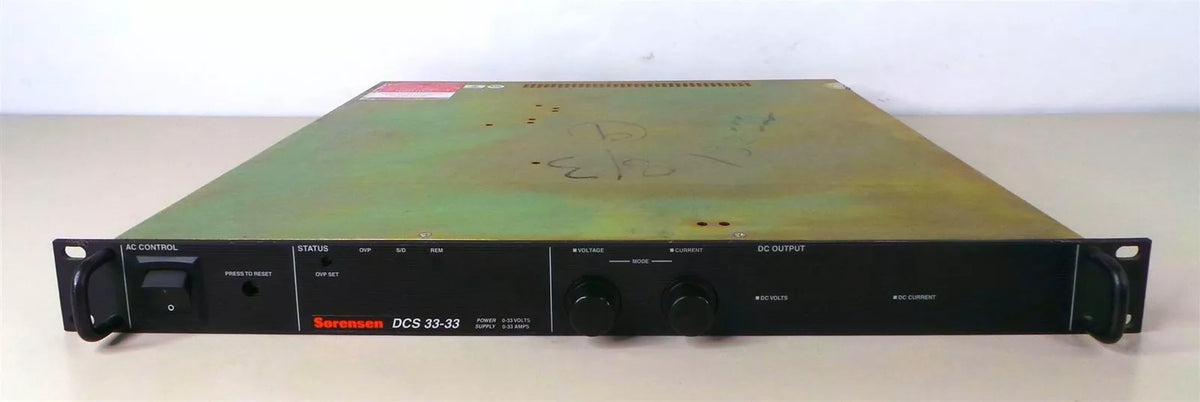 AC CONTROL
PRESS TO RESET
STATUS
OVP
S/D
REM
OVP SET
Sorensen DCS 33-33
POWER 0-33 VOLTS
SUPPLY 0-33 AMPS
VOLTAGE
CURRENT
MODE
DC OUTPUT
DC VOLTS
DC CURRENT